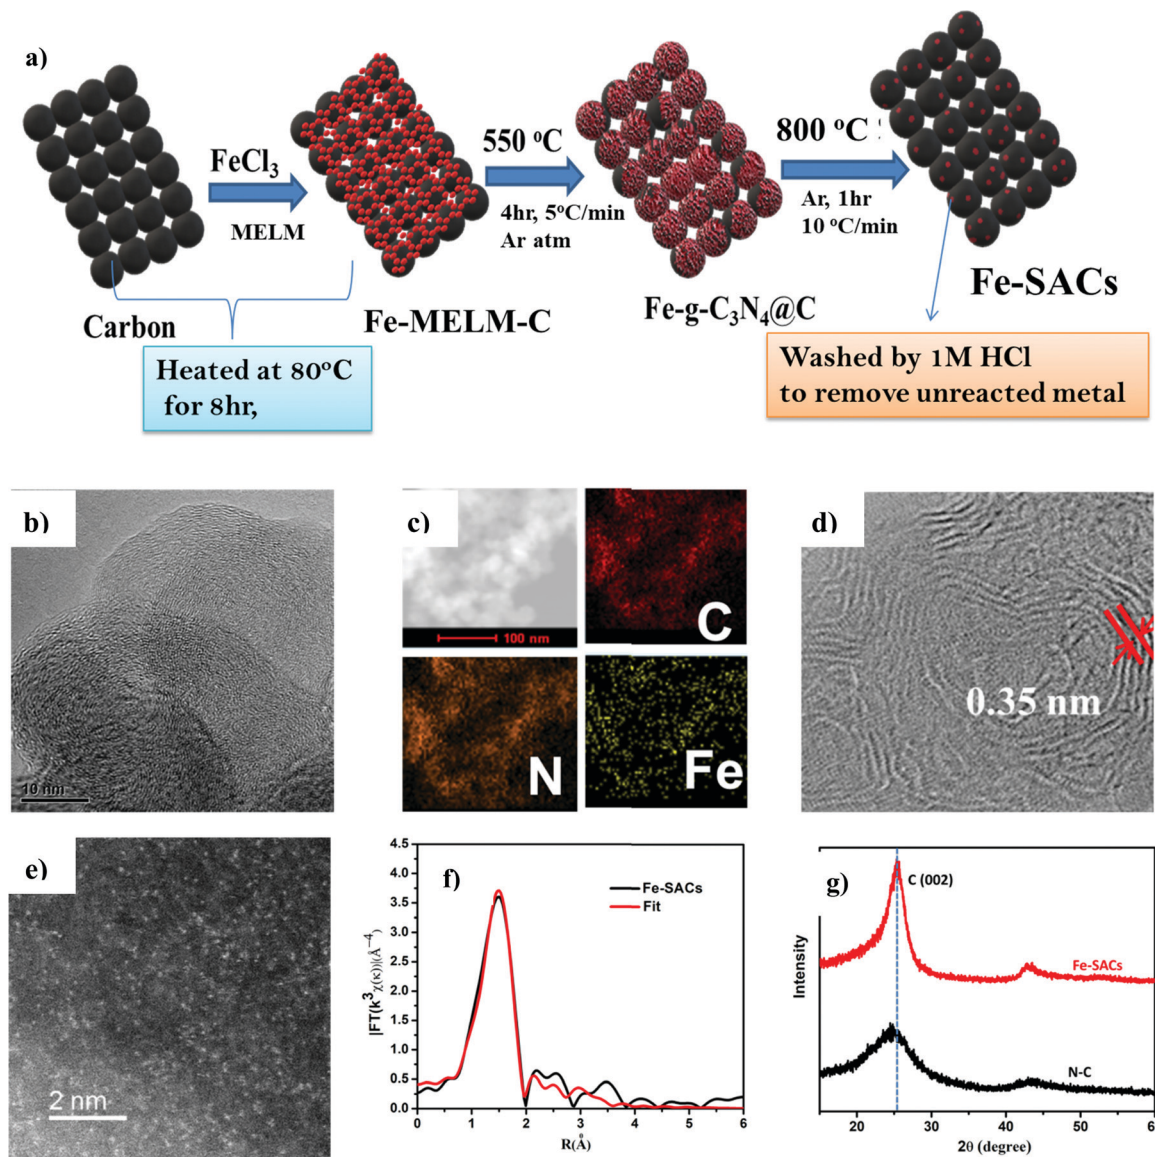 a)
FeCl3
MELM
550 °C
4hr, 5°C/min
Ar atm
800 °C
Ar, 1hr
10 °C/min
Carbon
Fe-MELM-C
Fe-g-C3N4@C
Fe-SACs
Heated at 80°C
for 8hr,
Washed by 1M HCl
to remove unreacted metal
b)
10 nm
c)
100 nm
C
N
Fe
d)
0.35 nm
e)
2 nm
f)
Fe-SACs
Fit
|FT(k³χ(κ))|(Å⁻⁴
4.5
4.0
3.5
3.0
2.5
2.0
1.5
1.0
0.5
0.0
0 1 2 3 4 5 6
R(Å)
g)
C (002)
Fe-SACs
N-C
Intensity
20 30 40 50 6
2θ (degree)